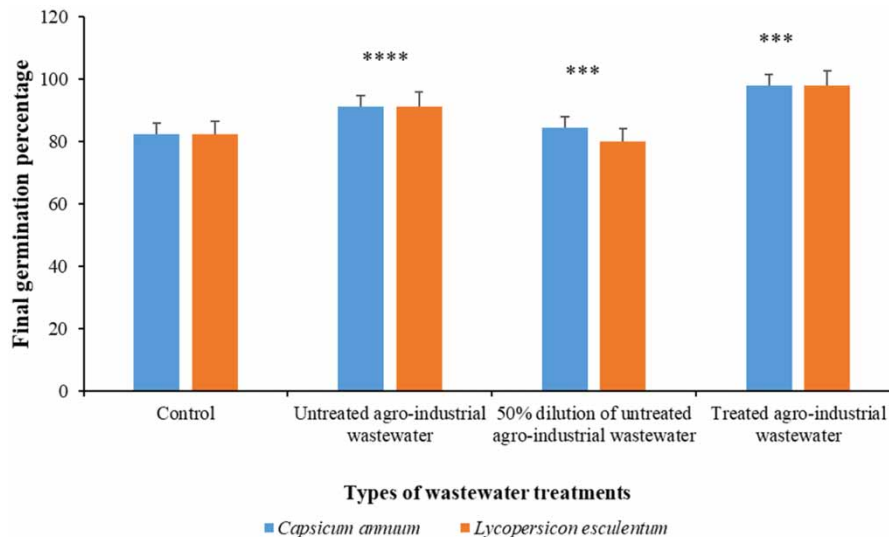 120
100
80
60
40
20
0
Final germination percentage
****
***
***
Control
Untreated agro-industrial
wastewater
50% dilution of untreated
agro-industrial wastewater
Treated agro-industrial
wastewater
Types of wastewater treatments
Capsicum annuum
Lycopersicon esculentum